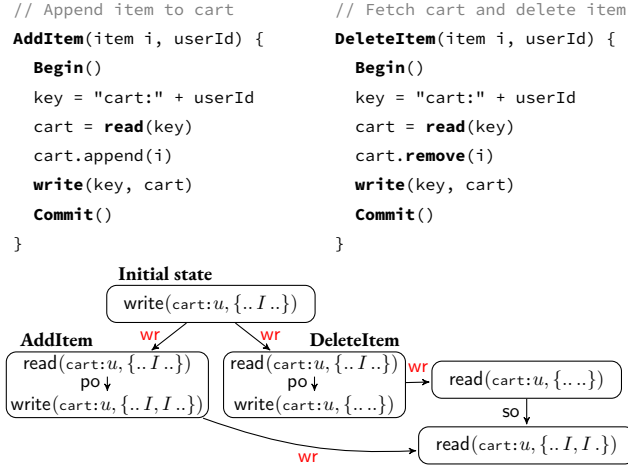 // Append item to cart
AddItem(item i, userId) {
Begin()
key = "cart:" + userId
cart = read(key)
cart.append(i)
write(key, cart)
Commit()
}
// Fetch cart and delete item
DeleteItem(item i, userId) {
Begin()
key = "cart:" + userId
cart = read(key)
cart.remove(i)
write(key, cart)
Commit()
}
Initial state
write(cart:u, {.. I ..})
wr
wr
AddItem
read(cart:u, {.. I ..})
po
write(cart:u, {.. I, I ..})
DeleteItem
read(cart:u, {.. I ..})
po
write(cart:u, {.. ..})
wr
read(cart:u, {.. ..})
so
wr
read(cart:u, {.. I, I .})